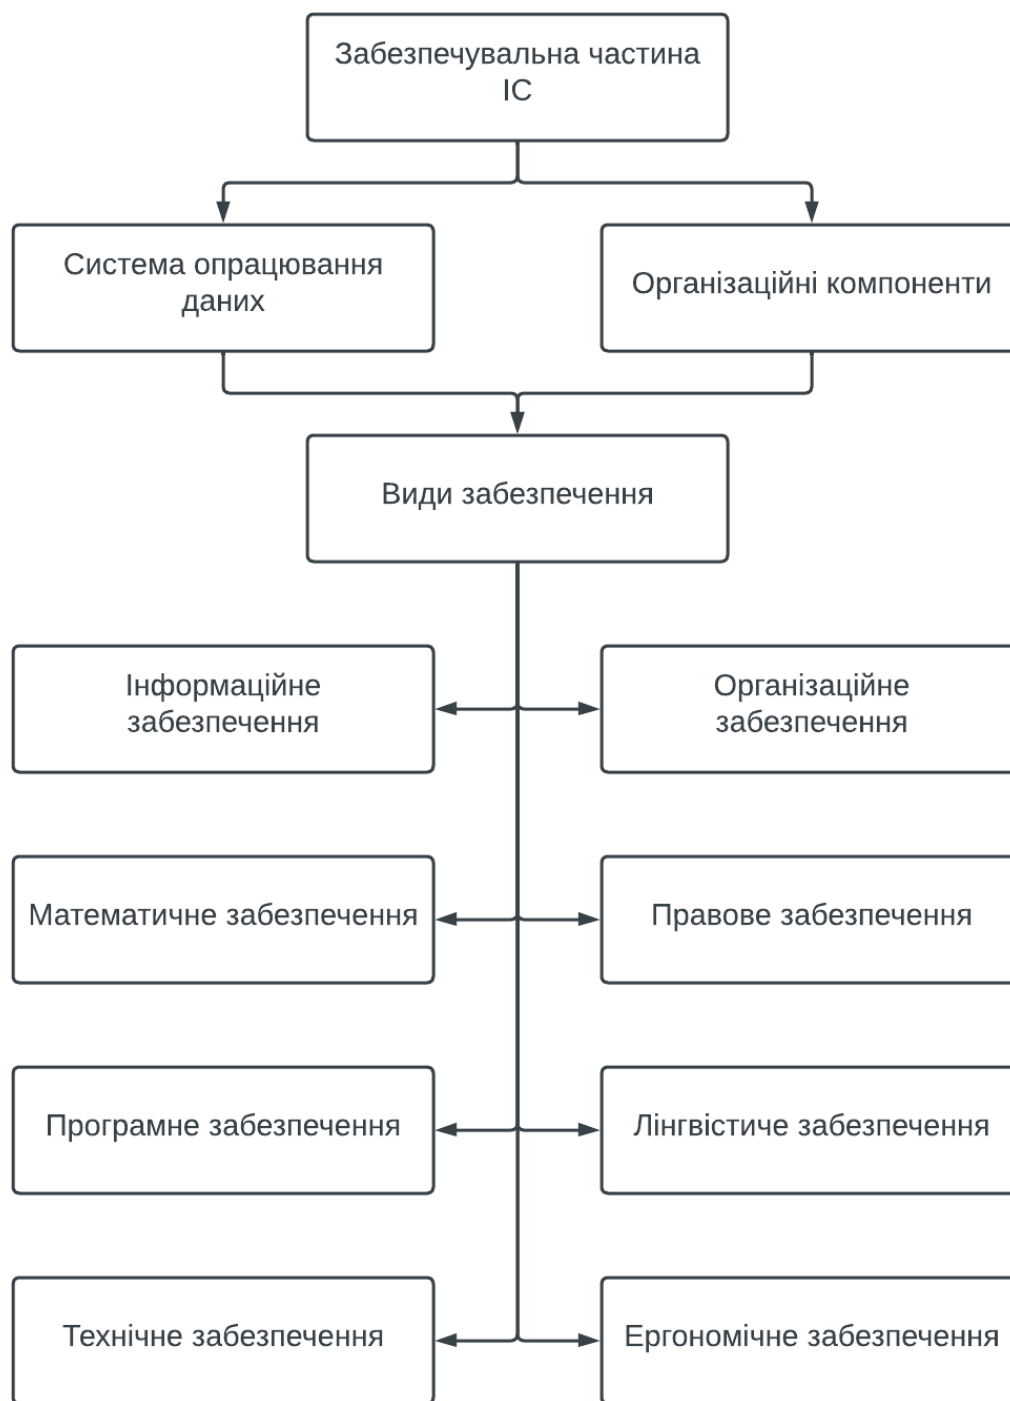 Забезпечувальна частина
ІС
Система опрацювання
даних
Організаційні компоненти
Види забезпечення
Інформаційне
забезпечення
Організаційне
забезпечення
Математичне забезпечення
Правове забезпечення
Програмне забезпечення
Лінгвістиче забезпечення
Технічне забезпечення
Ергономічне забезпечення